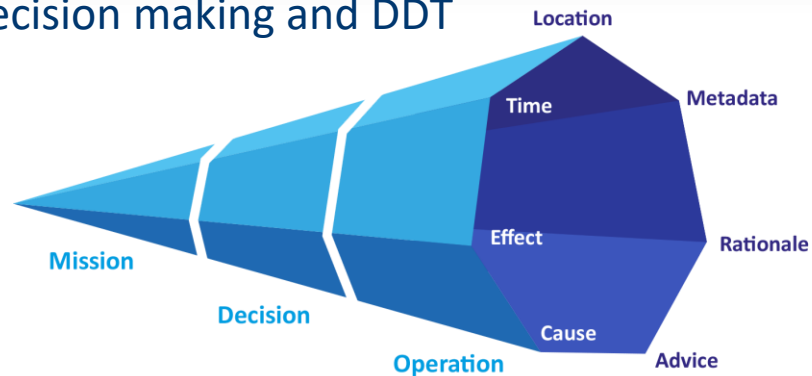 ecision making and DDT
Location
Time
Metadata
Effect
Rationale
Mission
Decision
Cause
Operation
Advice